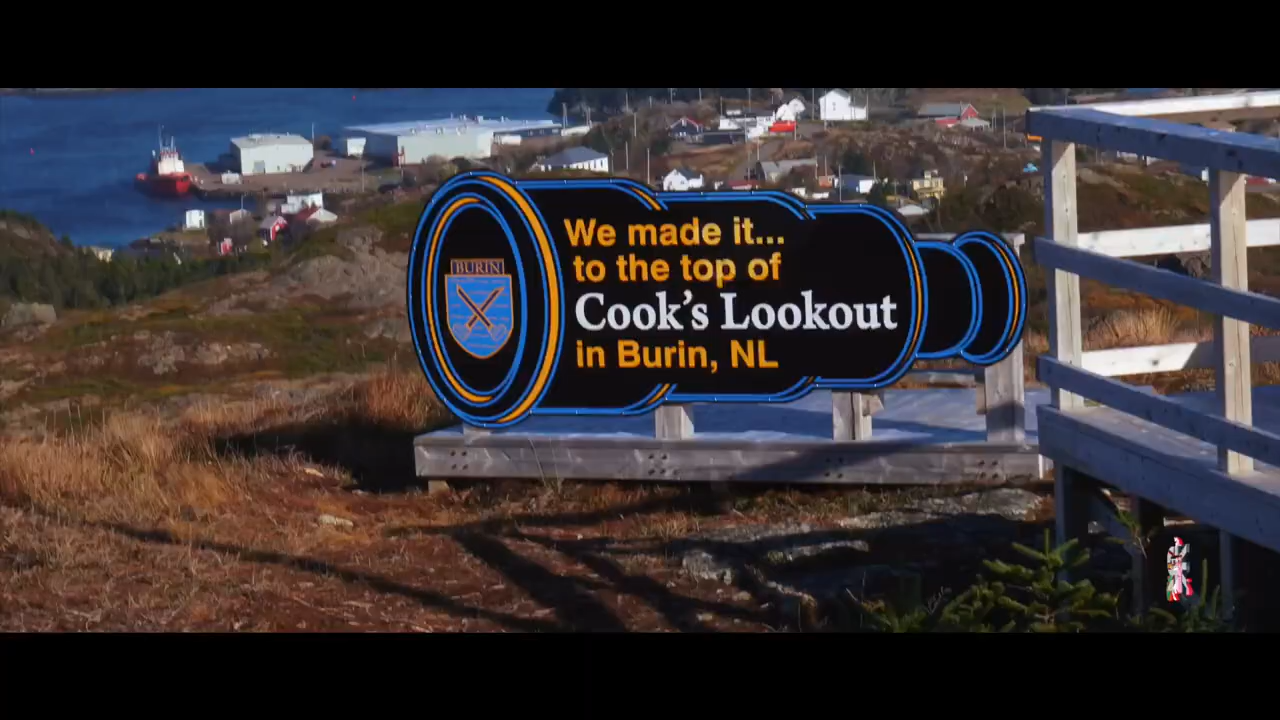 BURIN
We made it...
to the top of
Cook's Lookout
in Burin, NL